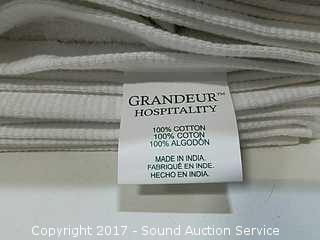 GRANDEUR™
HOSPITALITY
100% COTTON
100% COTON
100% ALGODÓN
MADE IN INDIA.
FABRIQUÉ EN INDE.
HECHO EN INDIA.
Copyright 2017 - Sound Auction Service